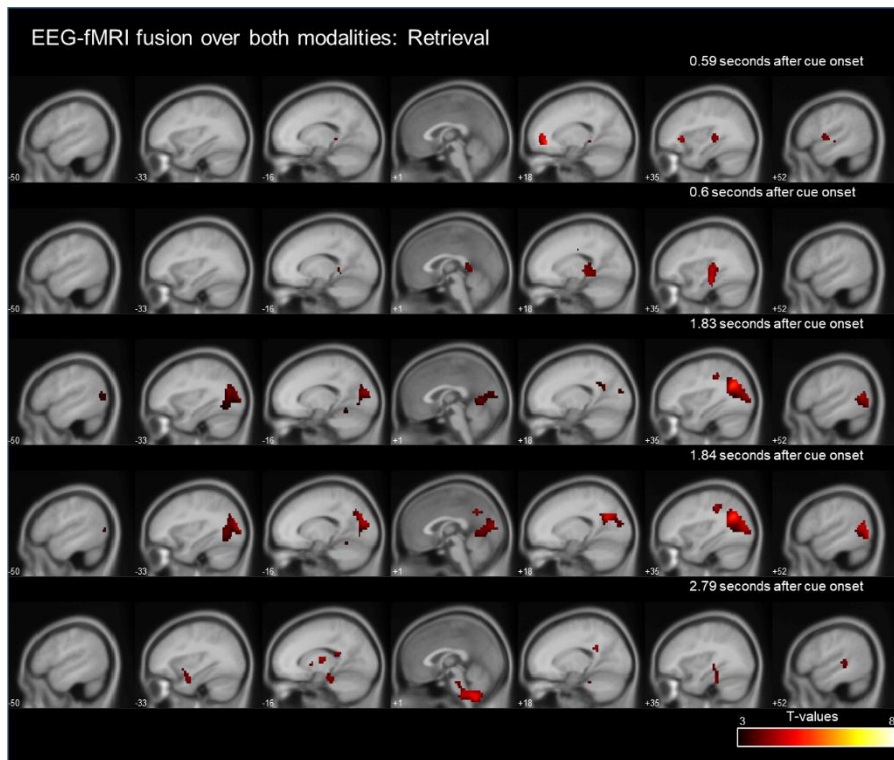 EEG-fMRI fusion over both modalities: Retrieval
0.59 seconds after cue onset
-50 -33 -16 +1 +18 +35 +52
0.6 seconds after cue onset
-50 -33 -16 +1 +18 +35 +52
1.83 seconds after cue onset
-50 -33 -16 +1 +18 +35 +52
1.84 seconds after cue onset
-50 -33 -16 +1 +18 +35 +52
2.79 seconds after cue onset
-50 -33 -16 +1 +18 +35 +52
T-values
3 8